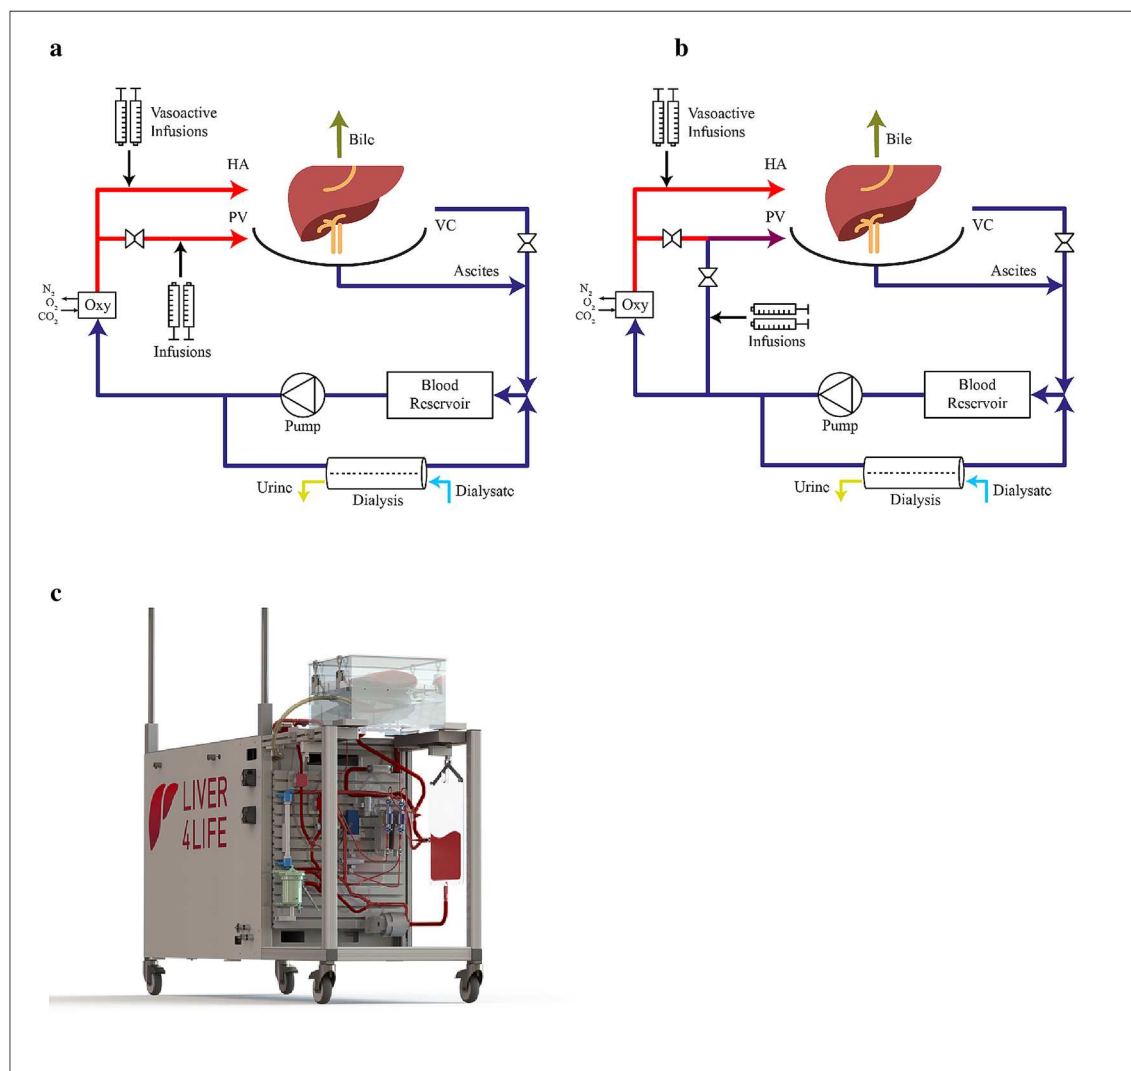 a
Vasoactive
Infusions
Bile
HA
PV
VC
Ascites
N₂
O₂
CO₂
Oxy
Infusions
Blood
Reservoir
Pump
Urine
Dialysis
Dialysate
b
Vasoactive
Infusions
Bile
HA
PV
VC
Ascites
N₂
O₂
CO₂
Oxy
Infusions
Blood
Reservoir
Pump
Urine
Dialysis
Dialysate
c
LIVER
4LIFE